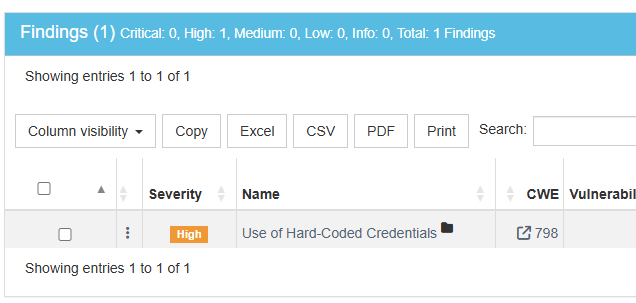 Findings (1) Critical: 0, High: 1, Medium: 0, Low: 0, Info: 0, Total: 1 Findings
Showing entries 1 to 1 of 1
Column visibility Copy Excel CSV PDF Print Search:
Severity Name CWE Vulnerabil
High Use of Hard-Coded Credentials 798
Showing entries 1 to 1 of 1